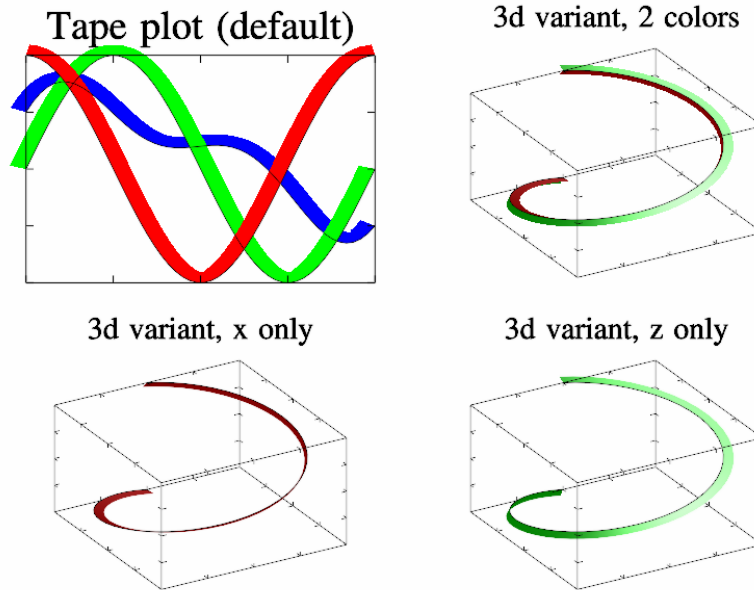 Tape plot (default)
3d variant, 2 colors
3d variant, x only
3d variant, z only